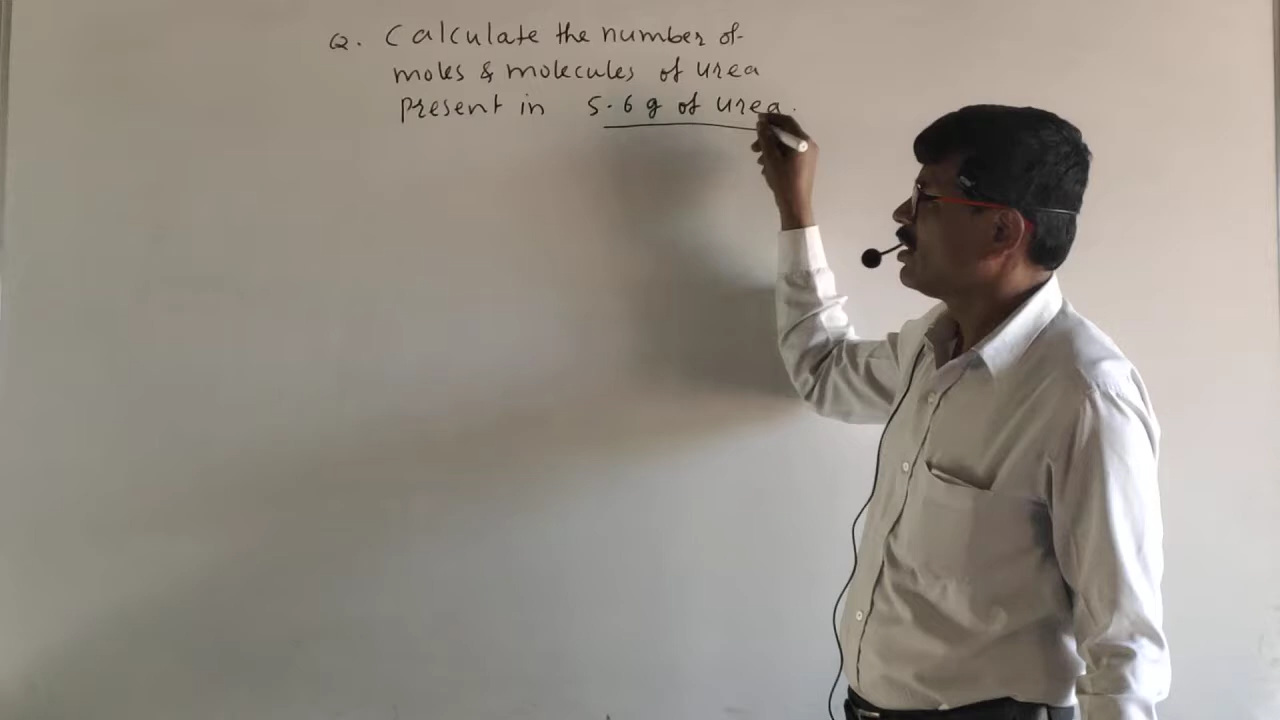 Q. Calculate the number of
moles & molecules of urea
present in 5.6 g of urea.